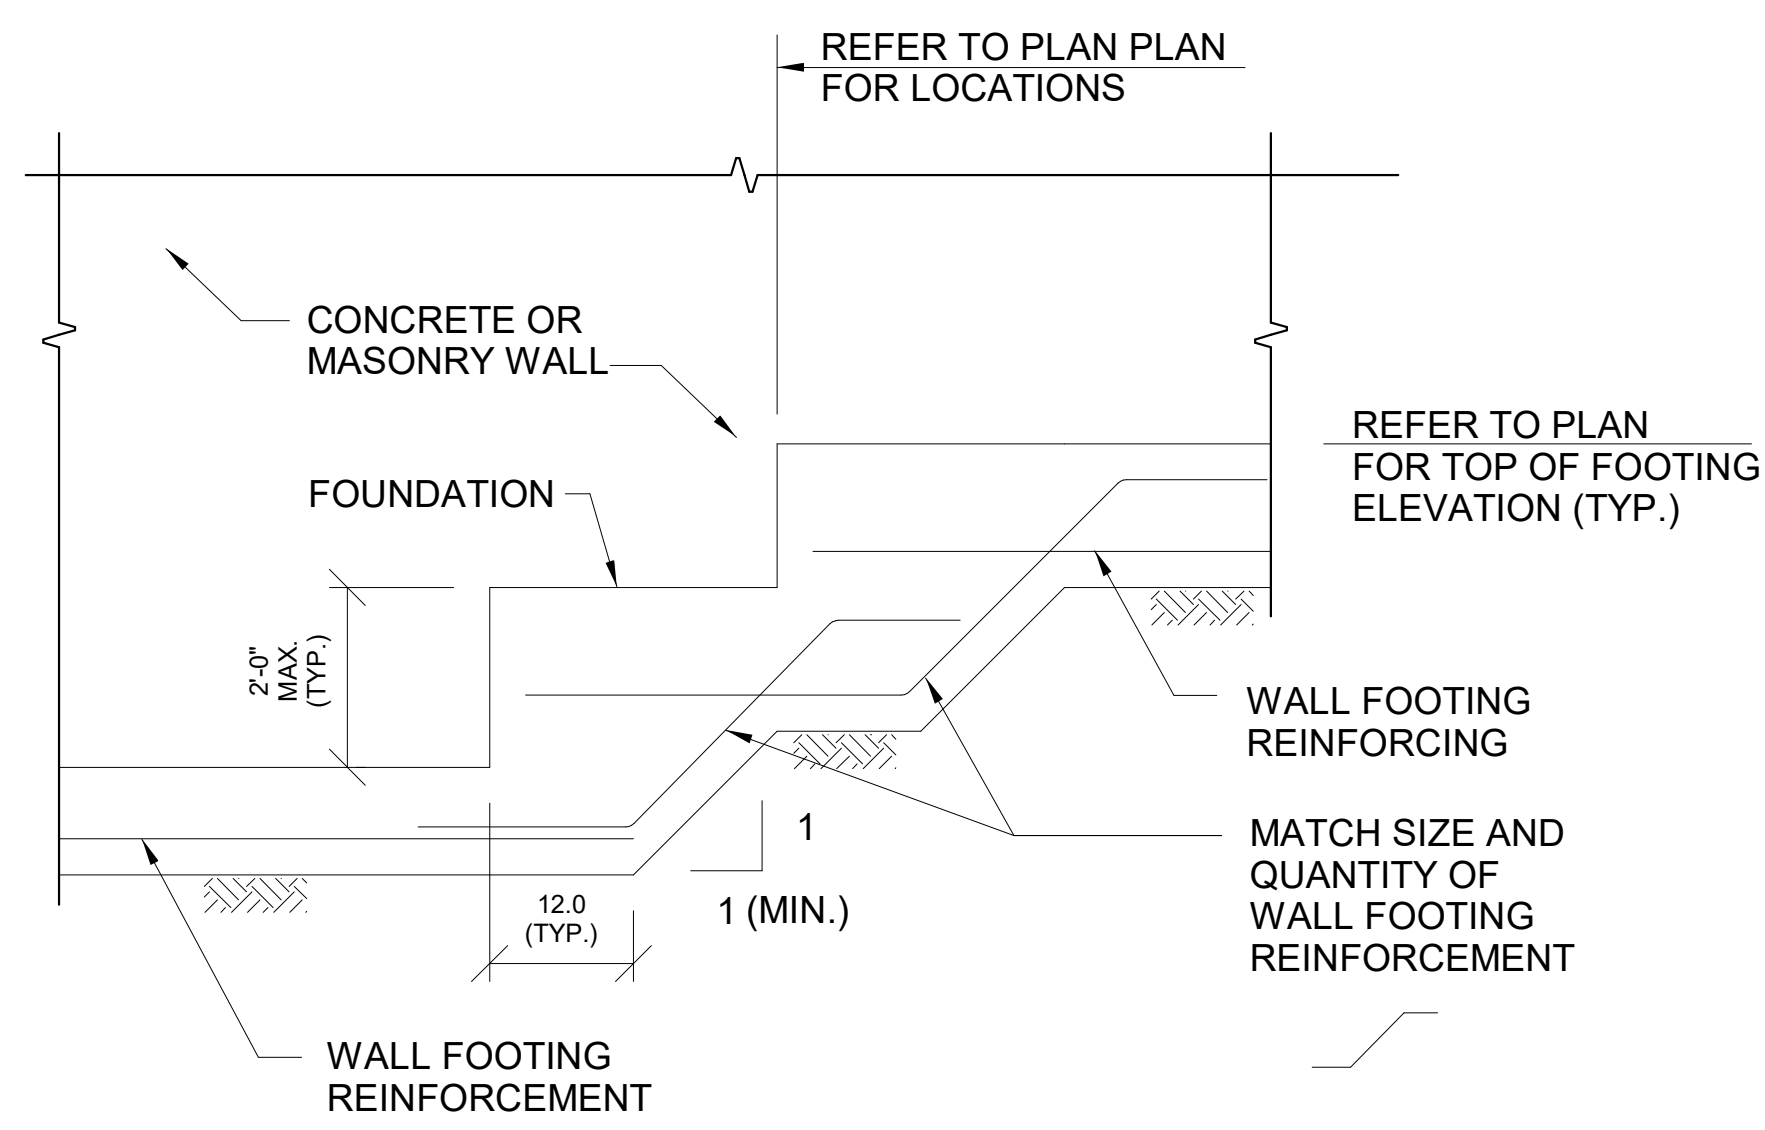 REFER TO PLAN PLAN
FOR LOCATIONS
CONCRETE OR
MASONRY WALL
REFER TO PLAN
FOR TOP OF FOOTING
ELEVATION (TYP.)
FOUNDATION
2'-0"
MAX.
(TYP.)
WALL FOOTING
REINFORCING
1
1 (MIN.)
MATCH SIZE AND
QUANTITY OF
WALL FOOTING
REINFORCEMENT
12.0
(TYP.)
WALL FOOTING
REINFORCEMENT